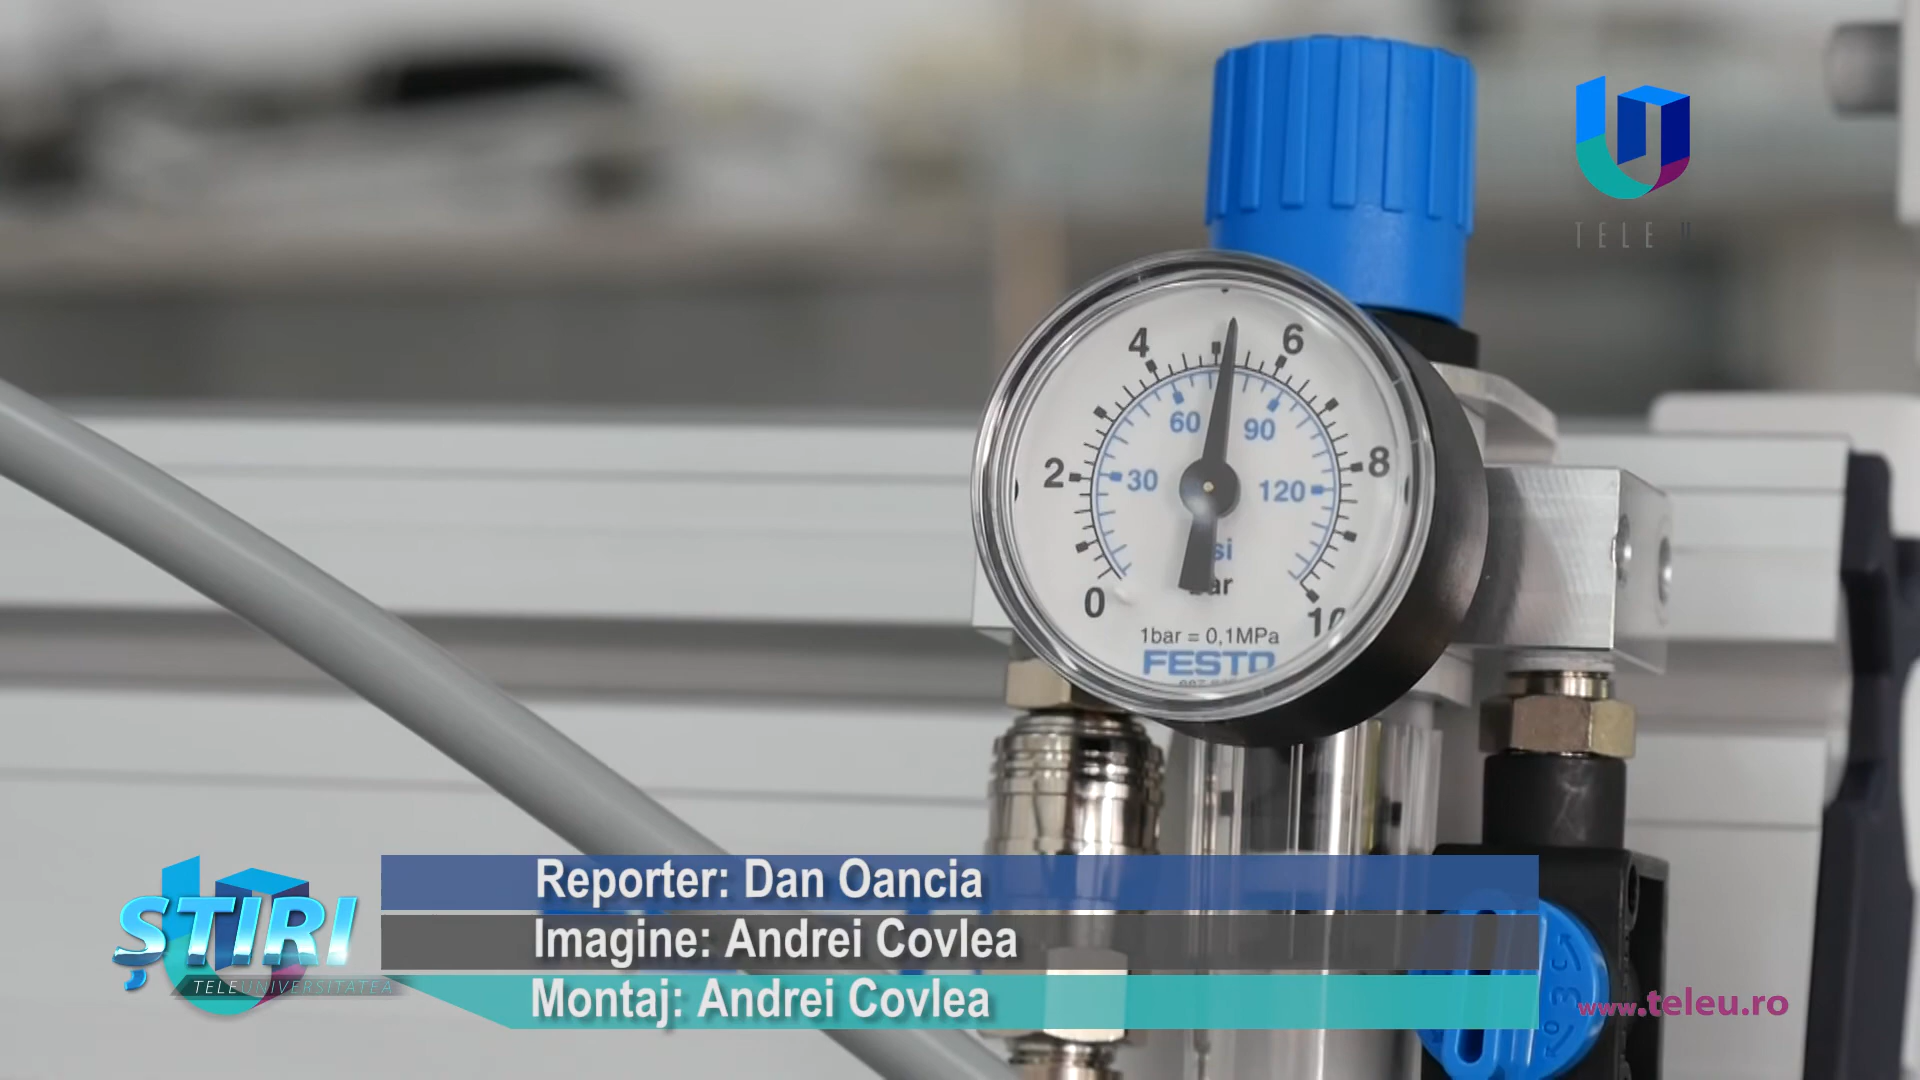 TELE U
4
6
60
90
2
30
120
8
0
bar
10
1bar = 0,1MPa
FESTO
Reporter: Dan Oancia
Imagine: Andrei Covlea
Montaj: Andrei Covlea
ȘTIRI
TELEUNIVERSITATEA
www.teleu.ro